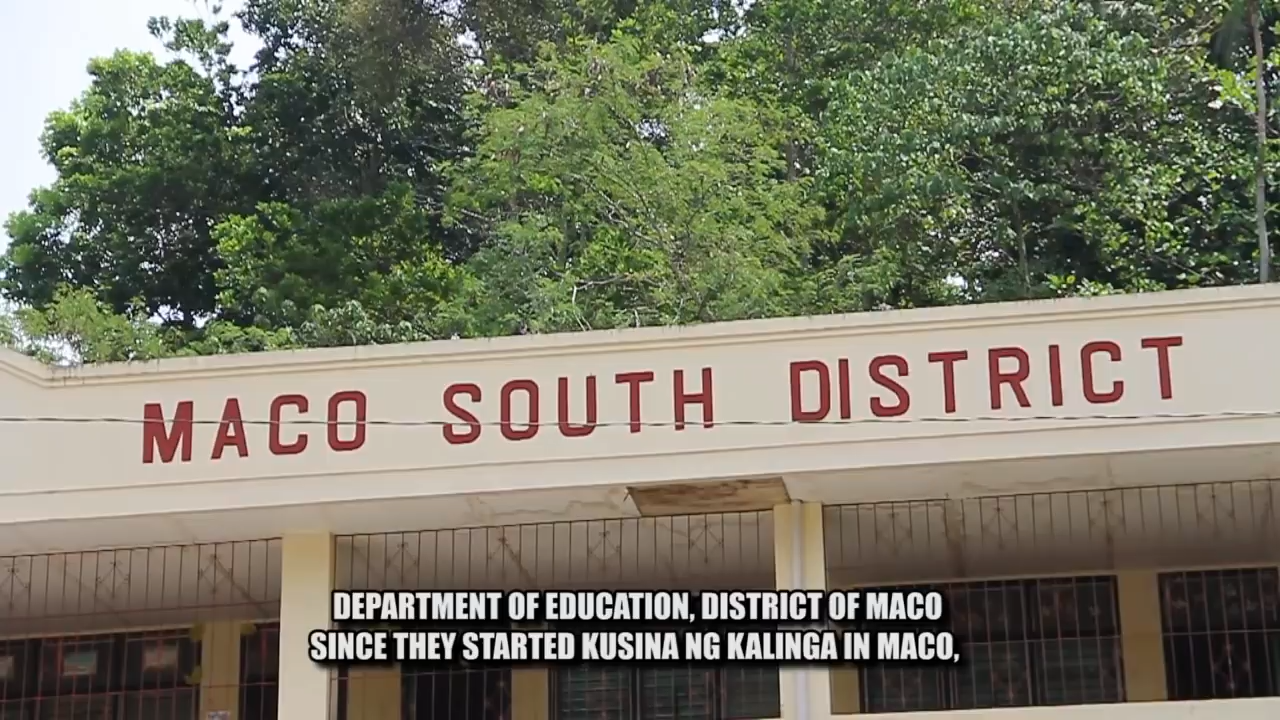 MACO SOUTH DISTRICT
DEPARTMENT OF EDUCATION, DISTRICT OF MACO
SINCE THEY STARTED KUSINA NG KALINGA IN MACO,